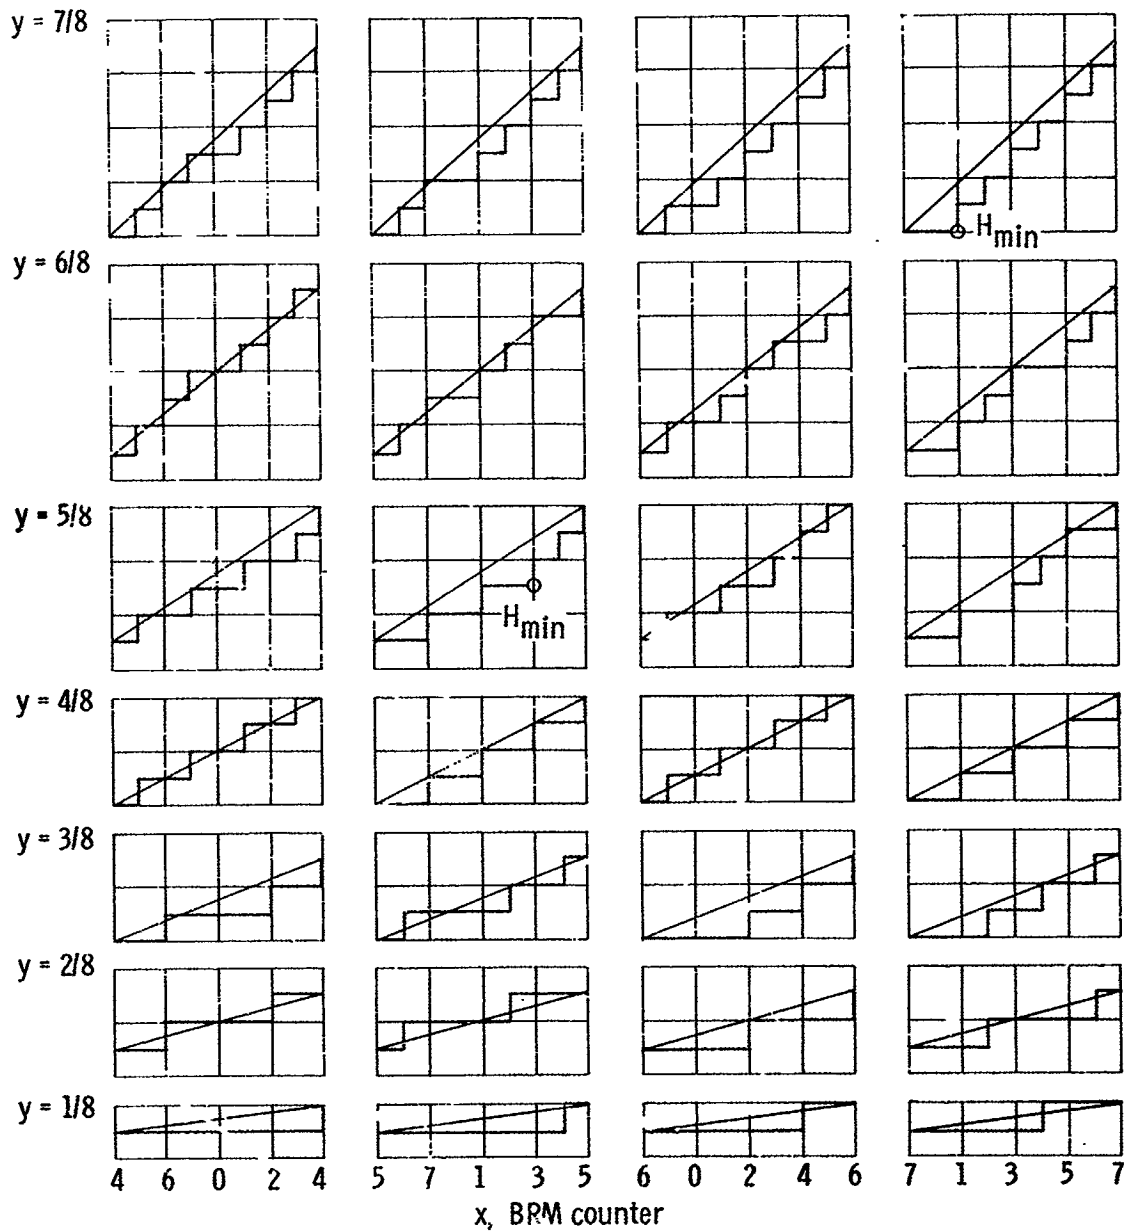 y = 7/8
H min
y = 6/8
y = 5/8
H min
y = 4/8
y = 3/8
y = 2/8
y = 1/8
4 6 0 2 4 5 7 1 3 5 6 0 2 4 6 7 1 3 5 7
x, BRM counter